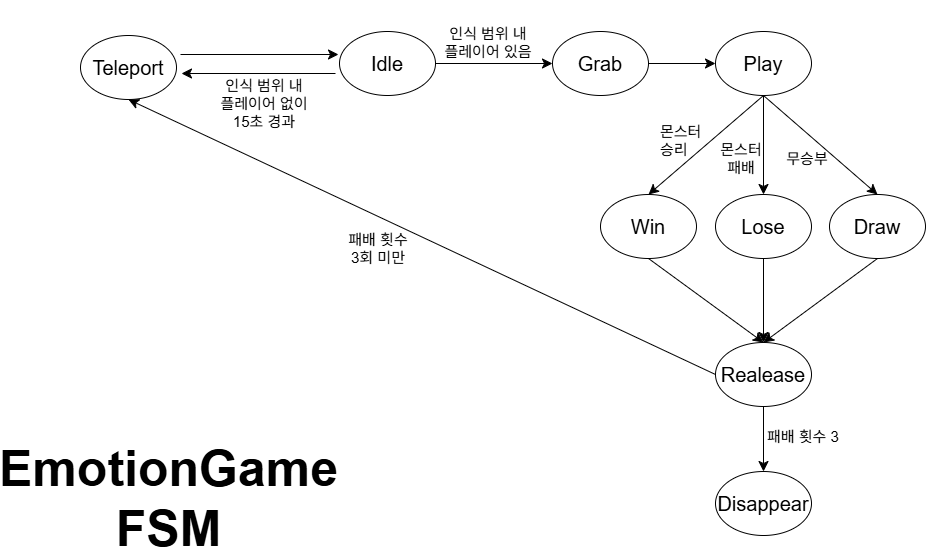 Teleport
Idle
Grab
Play
인식 범위 내
플레이어 있음
인식 범위 내
플레이어 없이
15초 경과
몬스터
승리
몬스터
패배
무승부
Win
Lose
Draw
패배 횟수
3회 미만
Realease
패배 횟수 3
Disappear
EmotionGame
FSM